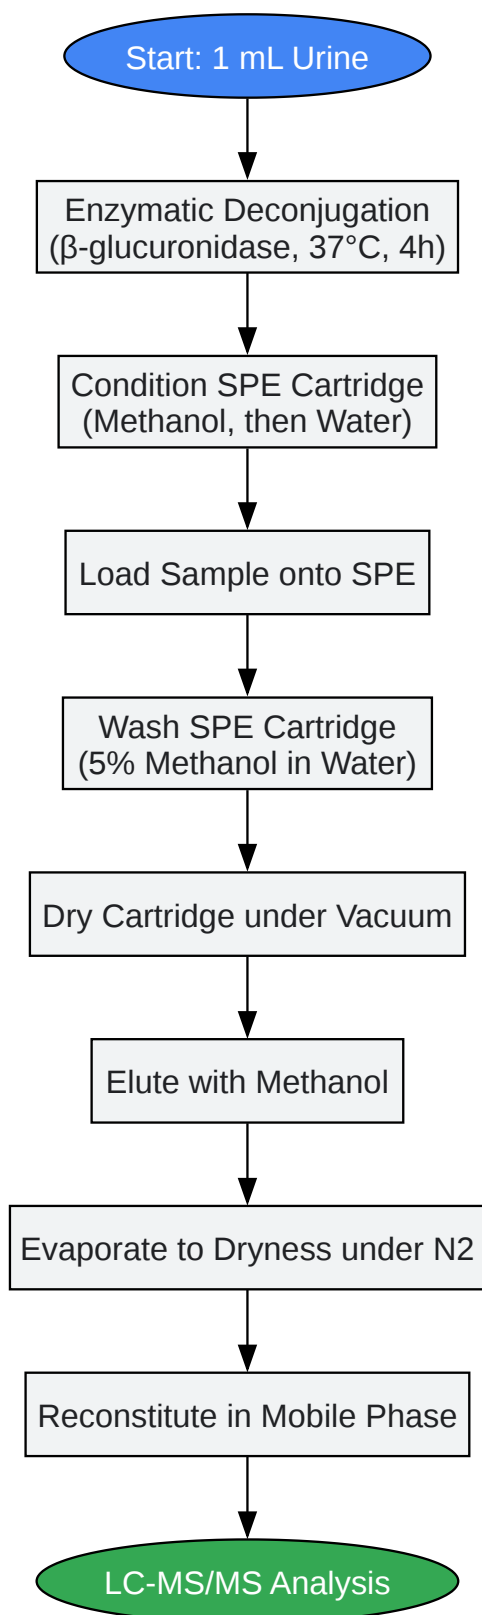 Start: 1 mL Urine
Enzymatic Deconjugation
(β-glucuronidase, 37°C, 4h)
Condition SPE Cartridge
(Methanol, then Water)
Load Sample onto SPE
Wash SPE Cartridge
(5% Methanol in Water)
Dry Cartridge under Vacuum
Elute with Methanol
Evaporate to Dryness under N2
Reconstitute in Mobile Phase
LC-MS/MS Analysis